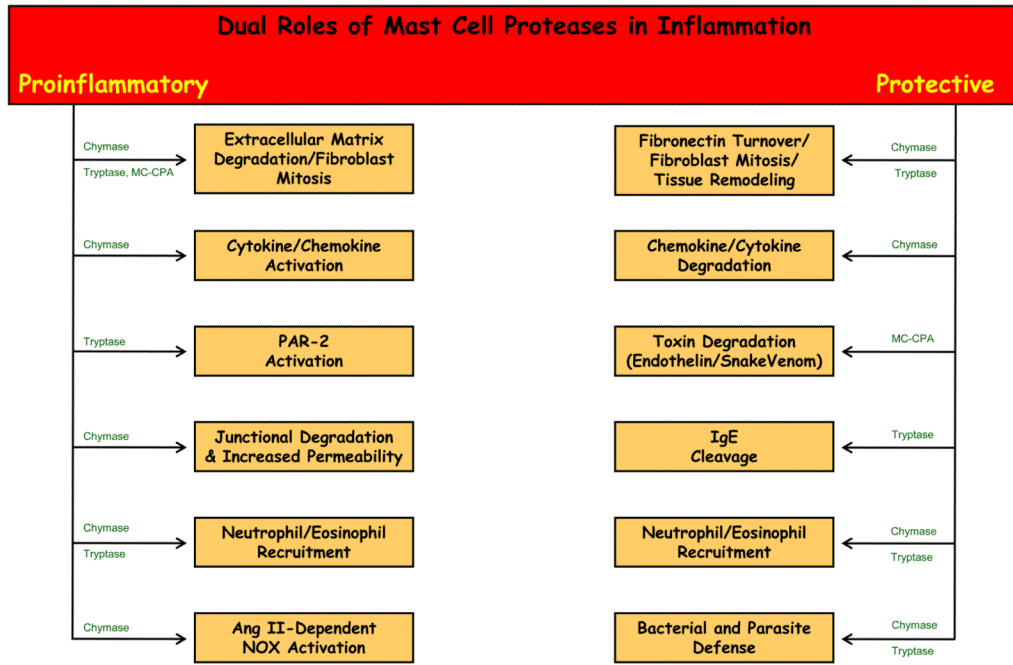 Dual Roles of Mast Cell Proteases in Inflammation
Proinflammatory
Protective
Chymase
Tryptase, MC-CPA
Extracellular Matrix
Degradation/Fibroblast
Mitosis
Fibronectin Turnover/
Fibroblast Mitosis/
Tissue Remodeling
Chymase
Tryptase
Chymase
Cytokine/Chemokine
Activation
Chemokine/Cytokine
Degradation
Chymase
Tryptase
PAR-2
Activation
Toxin Degradation
(Endothelin/SnakeVenom)
MC-CPA
Chymase
Junctional Degradation
& Increased Permeability
IgE
Cleavage
Tryptase
Chymase
Tryptase
Neutrophil/Eosinophil
Recruitment
Neutrophil/Eosinophil
Recruitment
Chymase
Tryptase
Chymase
Ang II-Dependent
NOX Activation
Bacterial and Parasite
Defense
Chymase
Tryptase